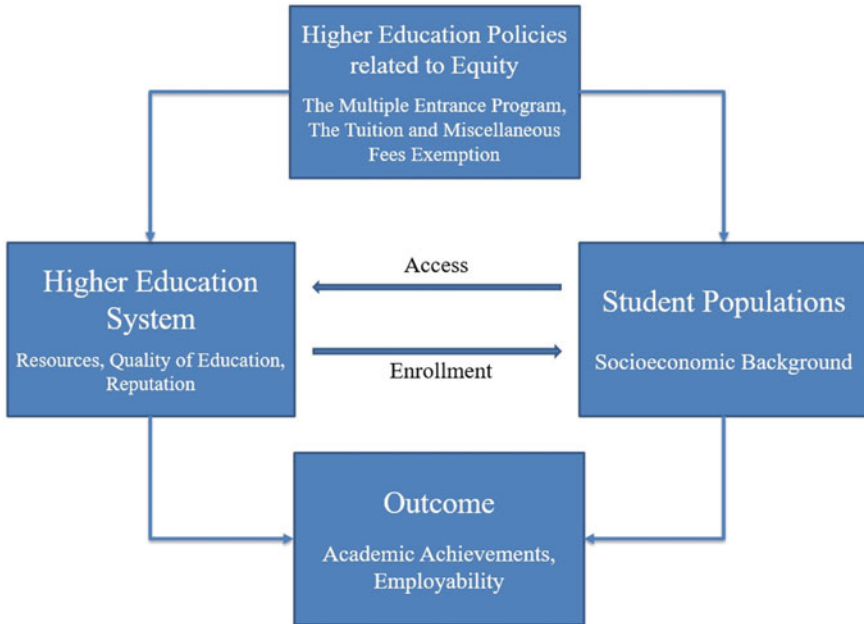 Higher Education Policies
related to Equity
The Multiple Entrance Program,
The Tuition and Miscellaneous
Fees Exemption
Higher Education
System
Resources, Quality of Education,
Reputation
Access
Enrollment
Student Populations
Socioeconomic Background
Outcome
Academic Achievements,
Employability